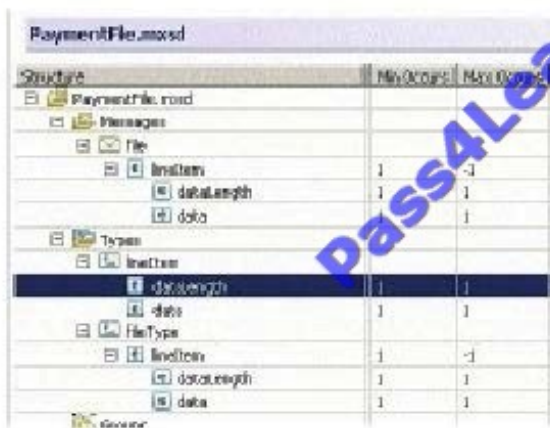 PaymentFile.mxsd
Structure Min Occurs Max Occurs
PaymentFile.mxsd
Messages
File
lineItem 1 -1
dataLength 1 1
data 1 1
Types
lineItem
dataLength 1 1
data 1 1
FileType
lineItem 1 -1
dataLength 1 1
data 1 1
Groups
Pass4Lea